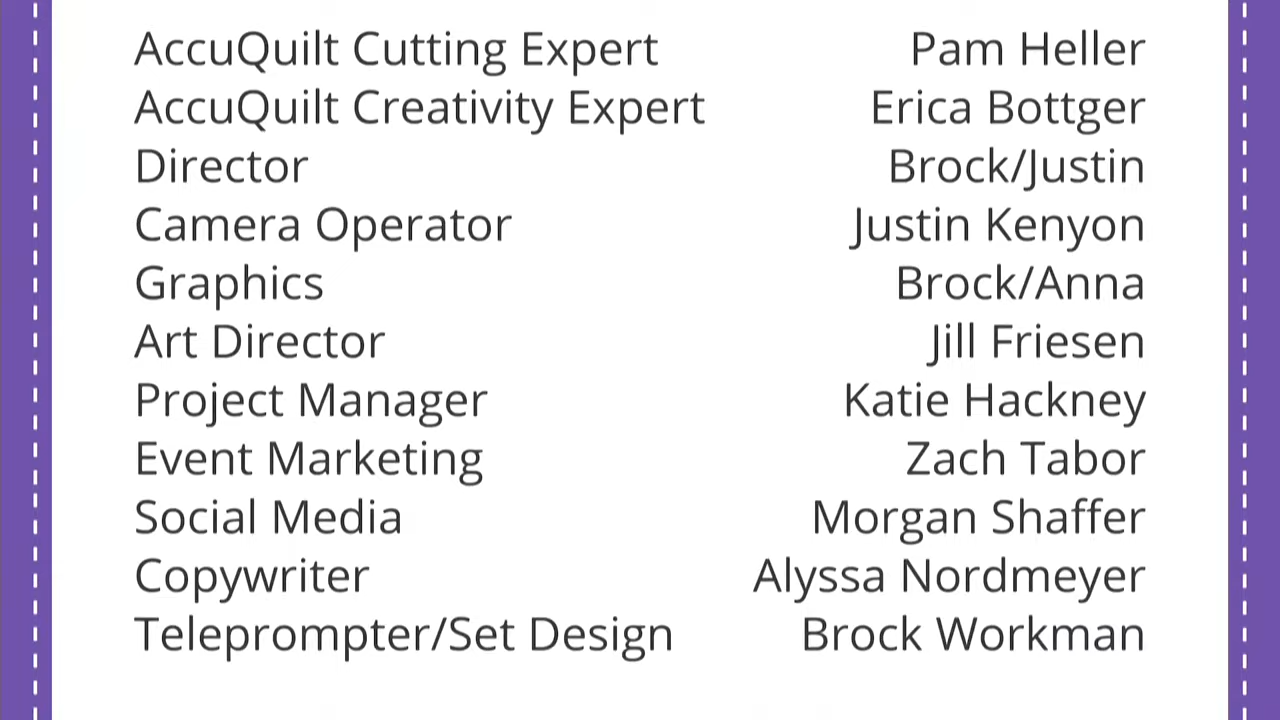 AccuQuilt Cutting Expert Pam Heller
AccuQuilt Creativity Expert Erica Bottger
Director Brock/Justin
Camera Operator Justin Kenyon
Graphics Brock/Anna
Art Director Jill Friesen
Project Manager Katie Hackney
Event Marketing Zach Tabor
Social Media Morgan Shaffer
Copywriter Alyssa Nordmeyer
Teleprompter/Set Design Brock Workman